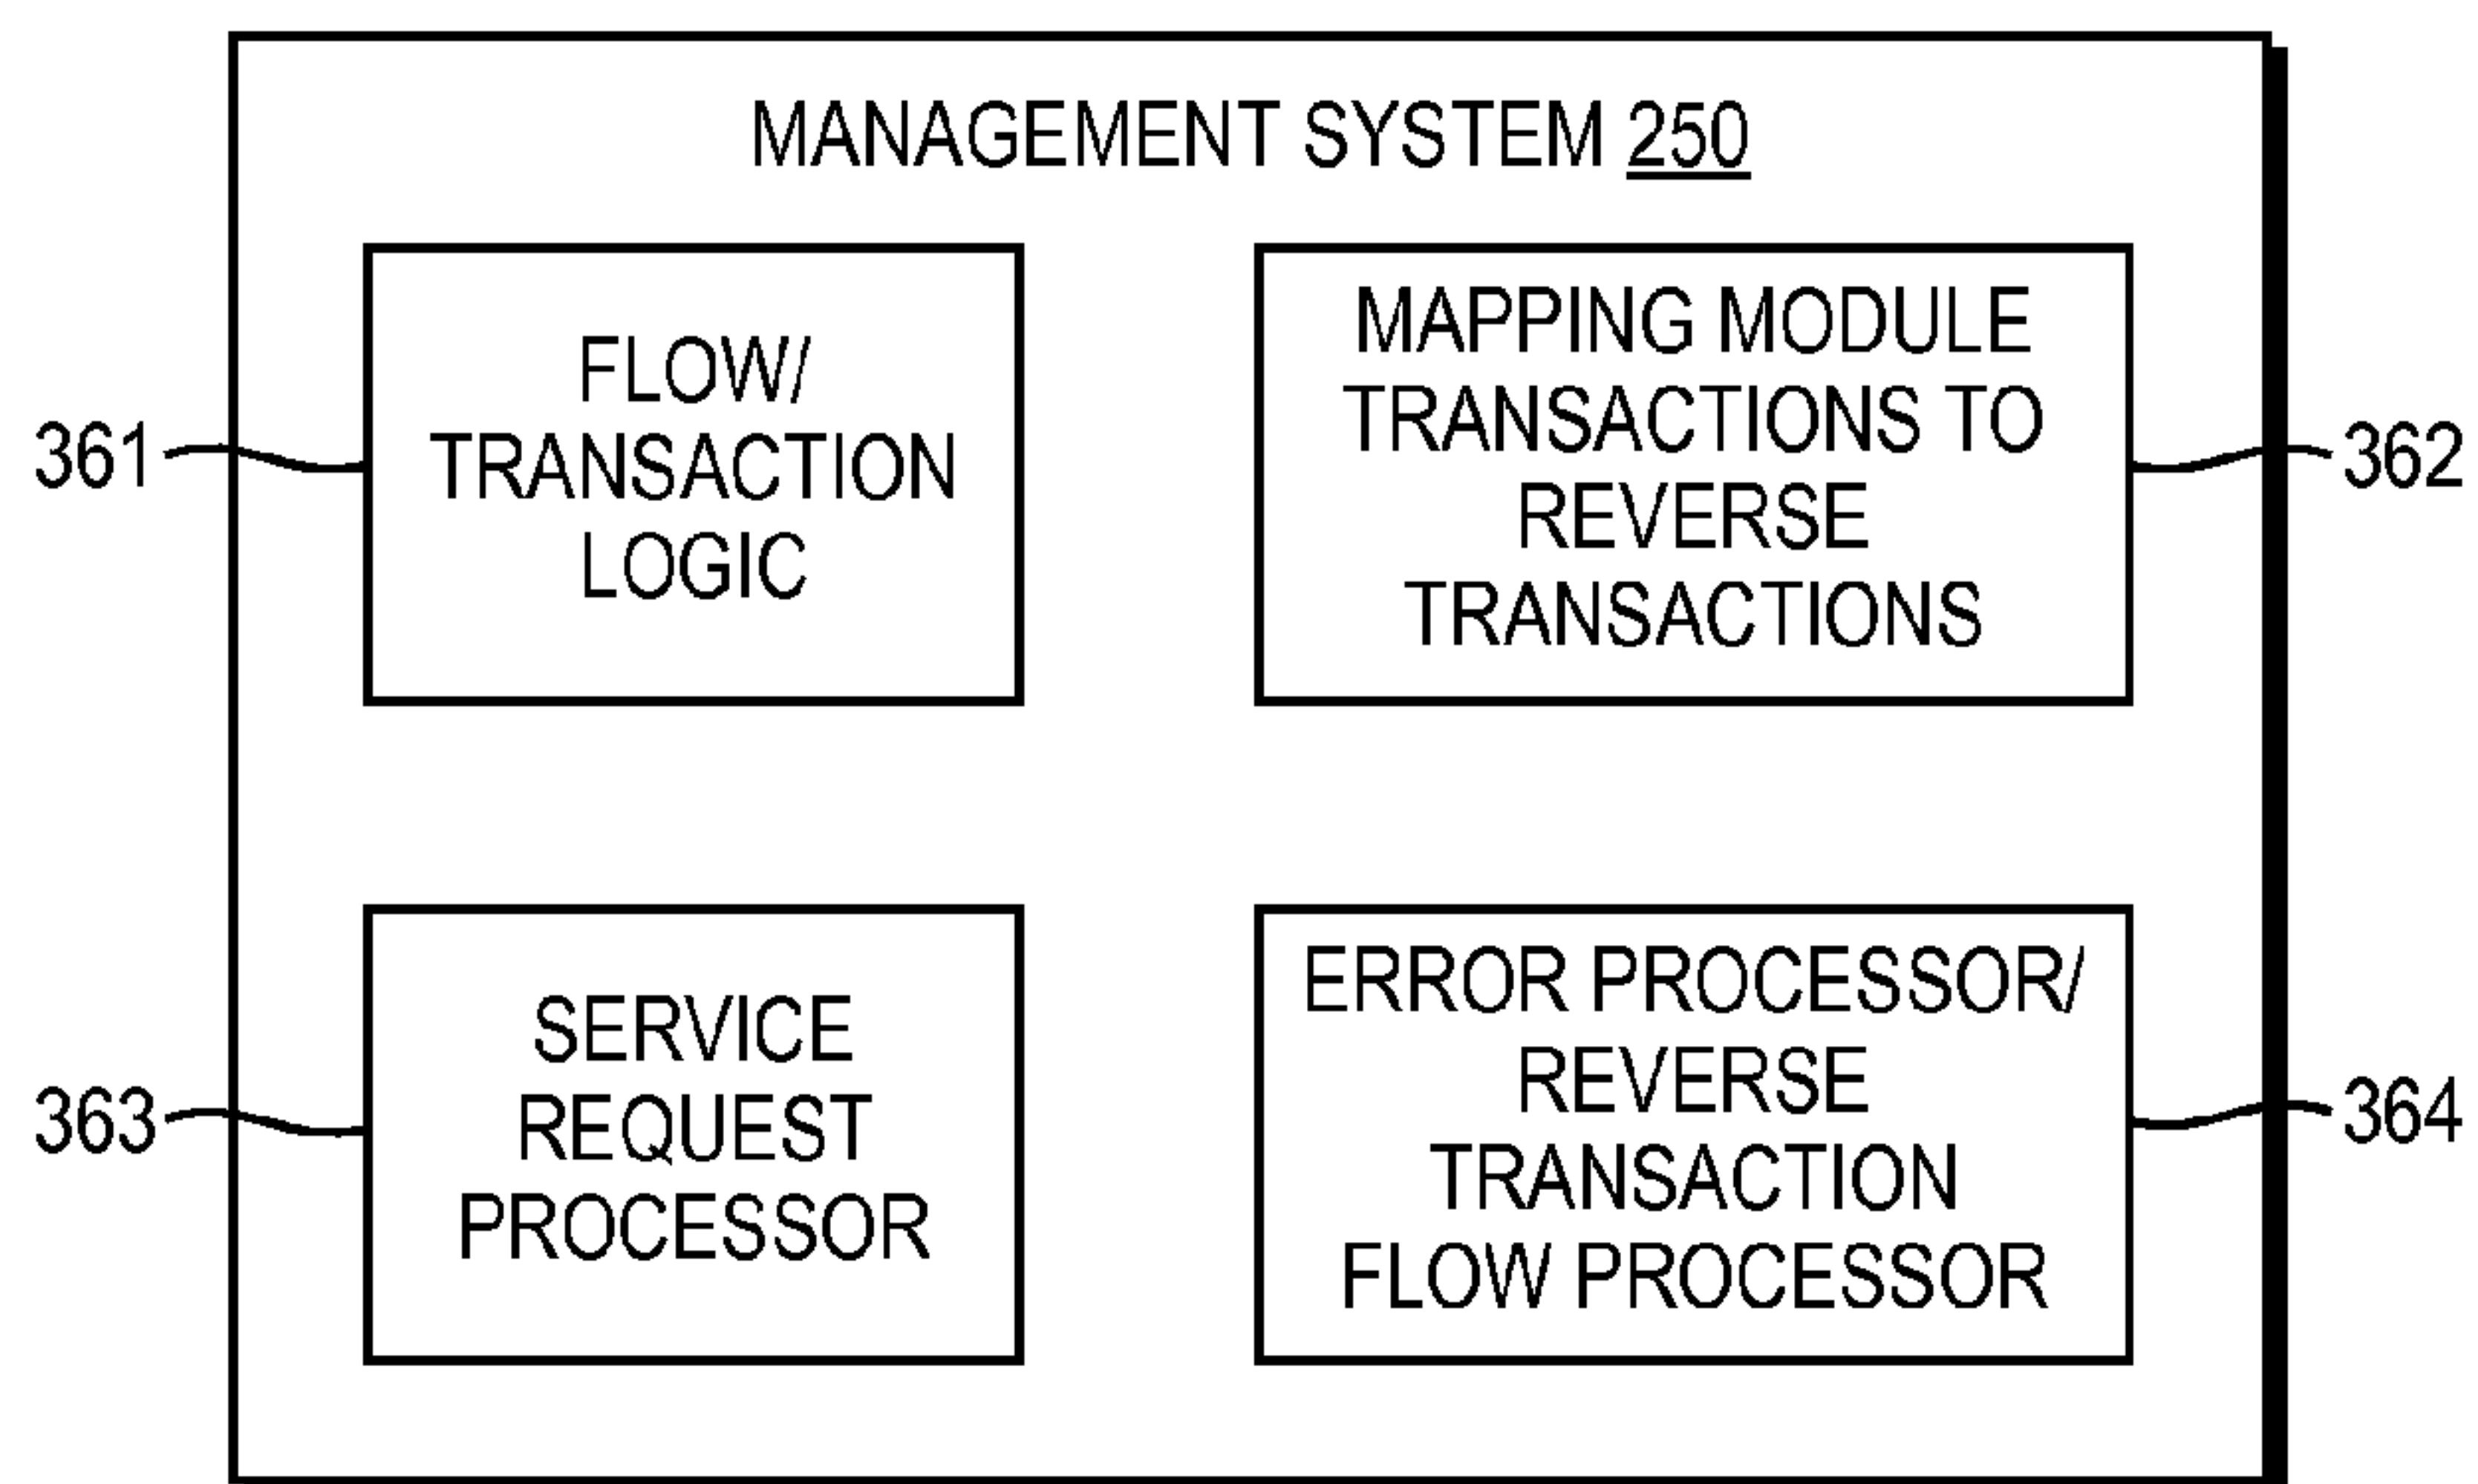 MANAGEMENT SYSTEM 250
361
FLOW/
TRANSACTION
LOGIC
MAPPING MODULE
TRANSACTIONS TO
REVERSE
TRANSACTIONS
362
363
SERVICE
REQUEST
PROCESSOR
ERROR PROCESSOR/
REVERSE
TRANSACTION
FLOW PROCESSOR
364